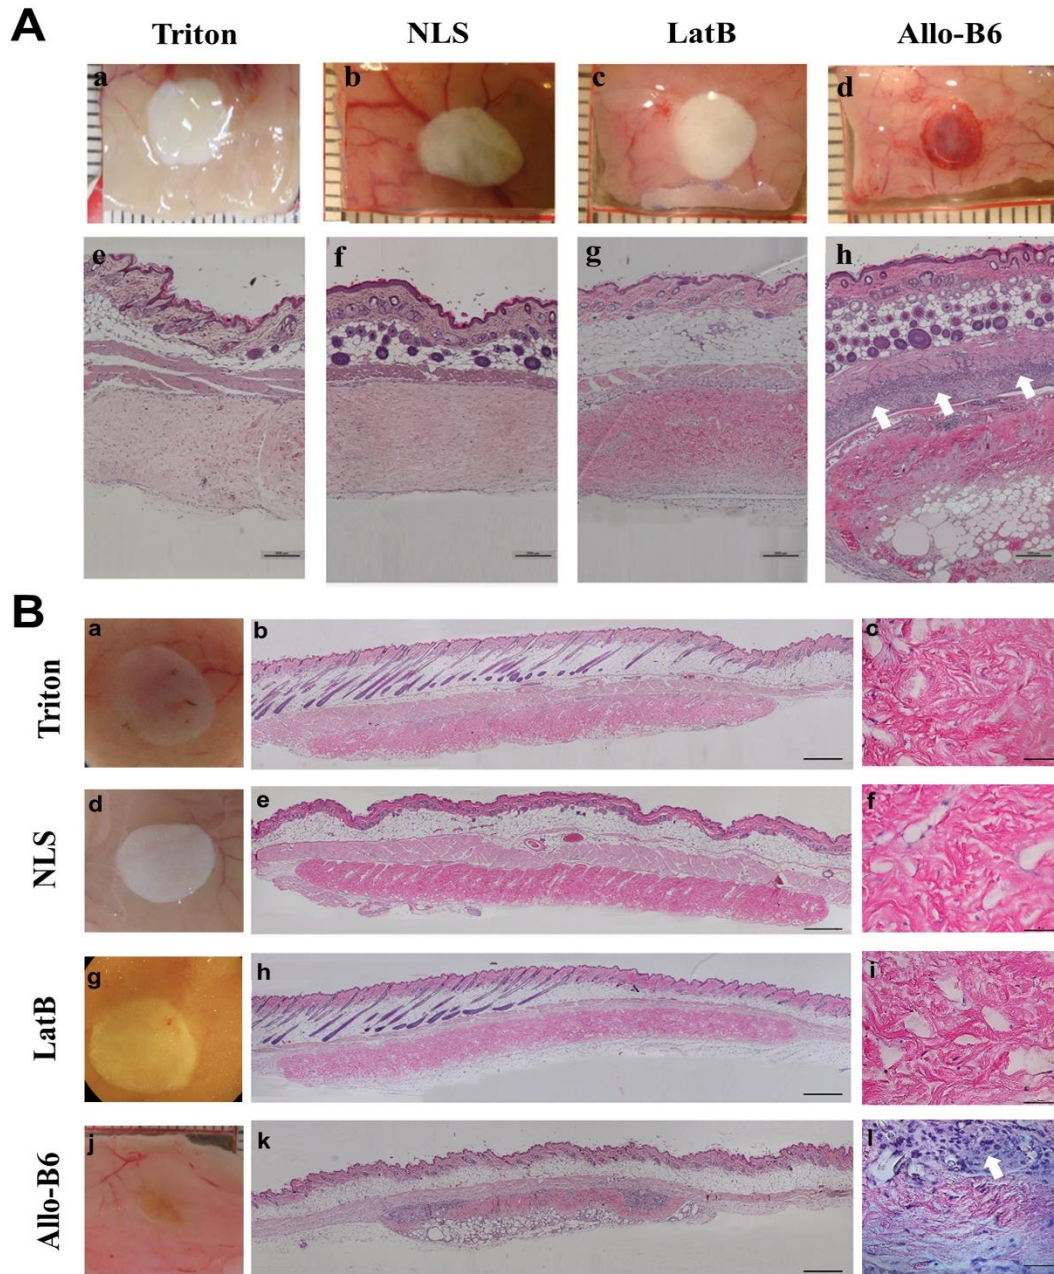 A
Triton NLS LatB Allo-B6
a b c d
e f g h
B
Triton
a b c
NLS
d e f
LatB
g h i
Allo-B6
j k l